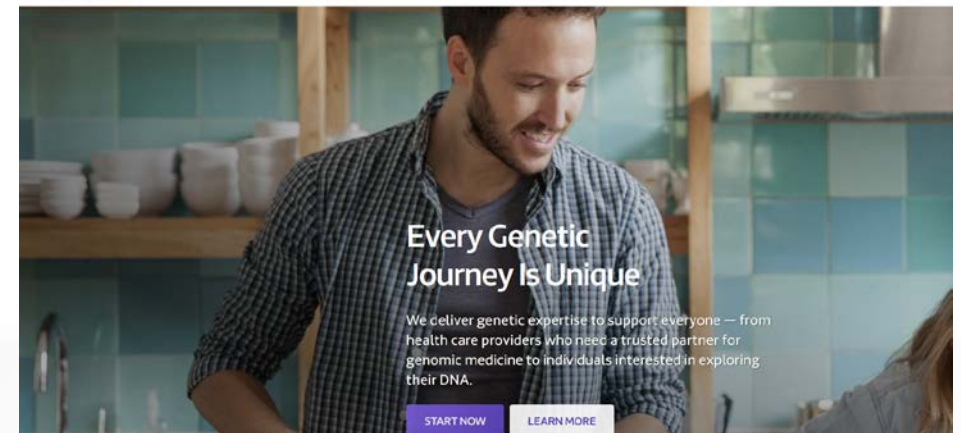 Every Genetic
Journey Is Unique
We deliver genetic expertise to support everyone — from
health care providers who need a trusted partner for
genomic medicine to individuals interested in exploring
their DNA.
START NOW
LEARN MORE